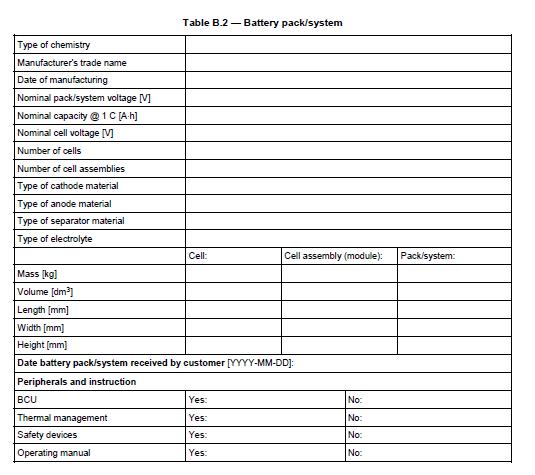 Table B.2 — Battery pack/system
Type of chemistry
Manufacturer's trade name
Date of manufacturing
Nominal pack/system voltage [V]
Nominal capacity @ 1 C [A·h]
Nominal cell voltage [V]
Number of cells
Number of cell assemblies
Type of cathode material
Type of anode material
Type of separator material
Type of electrolyte
Cell: Cell assembly (module): Pack/system:
Mass [kg]
Volume [dm³]
Length [mm]
Width [mm]
Height [mm]
Date battery pack/system received by customer [YYYY-MM-DD]:
Peripherals and instruction
BCU Yes: No:
Thermal management Yes: No:
Safety devices Yes: No:
Operating manual Yes: No: